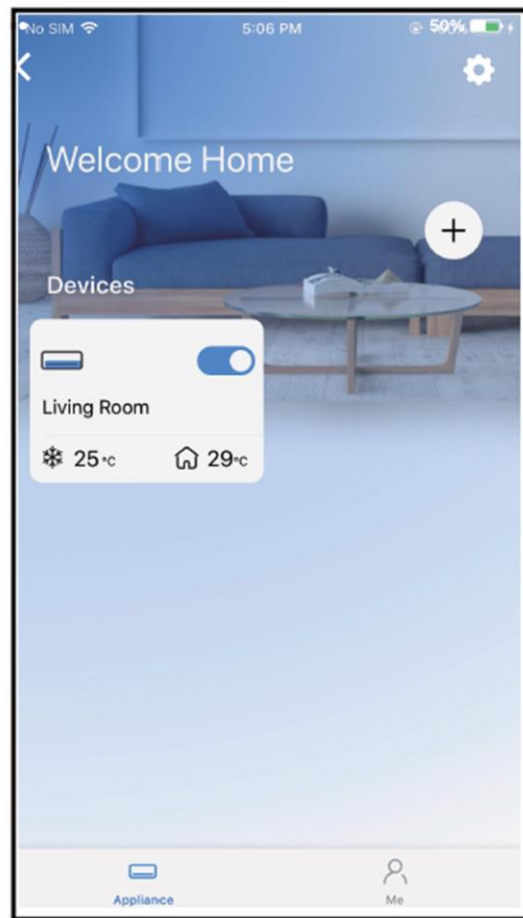 No SIM 5:06 PM 50%
Welcome Home
Devices
Living Room
25°C 29°C
Appliance Me